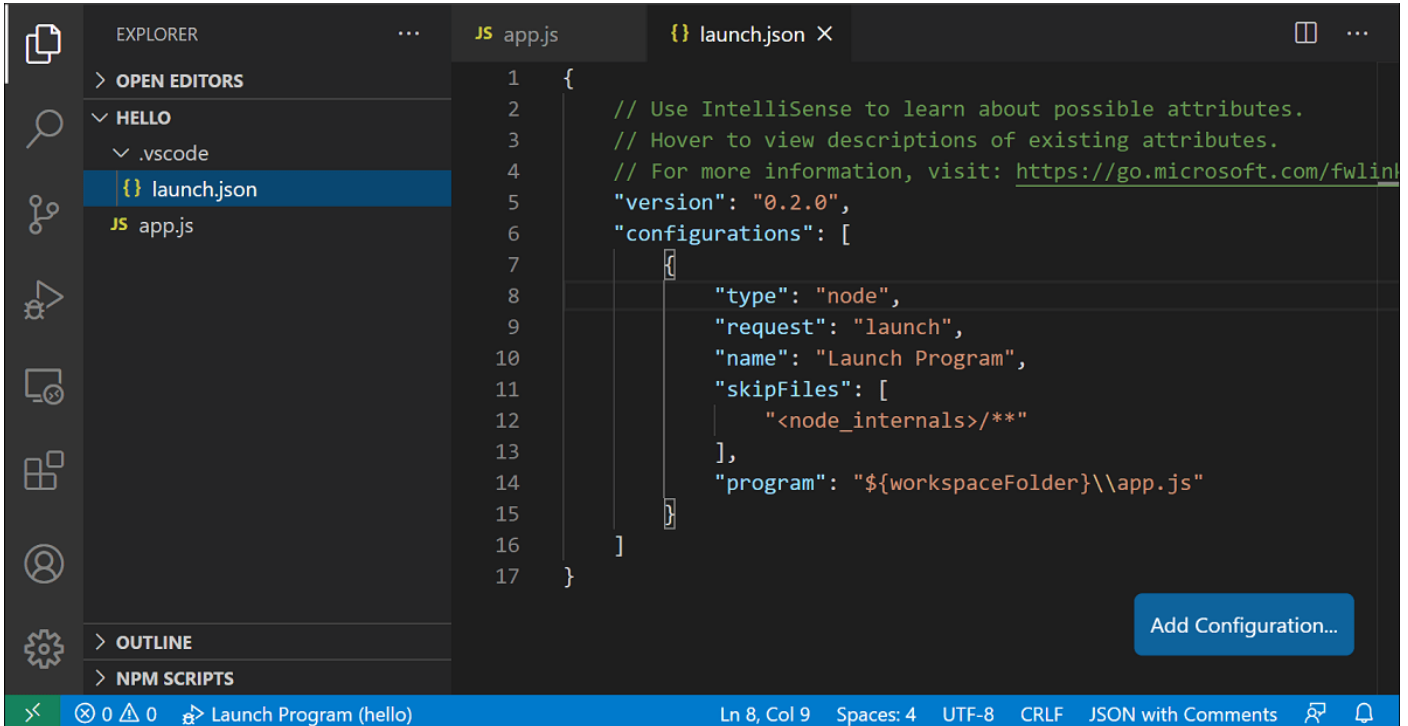 EXPLORER ...
JS app.js
{} launch.json
...
OPEN EDITORS
HELLO
.vscode
{} launch.json
JS app.js
OUTLINE
NPM SCRIPTS
1 {
2 // Use IntelliSense to learn about possible attributes.
3 // Hover to view descriptions of existing attributes.
4 // For more information, visit: https://go.microsoft.com/fwlink
5 "version": "0.2.0",
6 "configurations": [
7 {
8 "type": "node",
9 "request": "launch",
10 "name": "Launch Program",
11 "skipFiles": [
12 "<node_internals>/**"
13 ],
14 "program": "${workspaceFolder}\\app.js"
15 }
16 ]
17 }
Add Configuration...
0 0 Launch Program (hello) Ln 8, Col 9 Spaces: 4 UTF-8 CRLF JSON with Comments